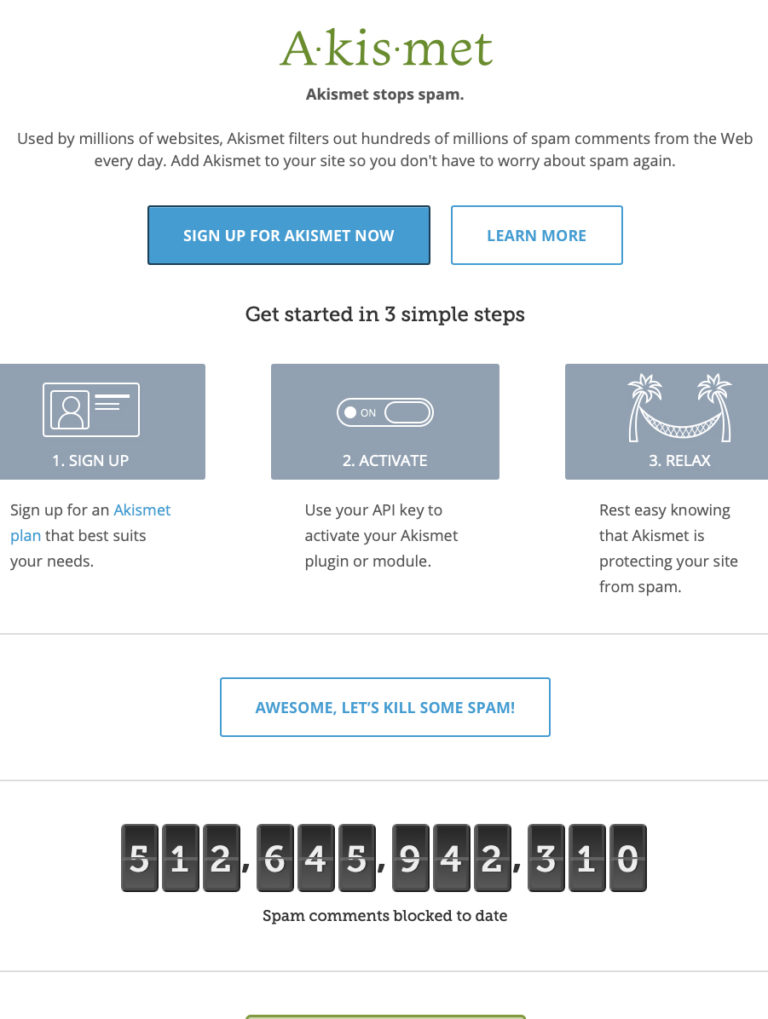 A·kis·met
Akismet stops spam.
Used by millions of websites, Akismet filters out hundreds of millions of spam comments from the Web
every day. Add Akismet to your site so you don't have to worry about spam again.
SIGN UP FOR AKISMET NOW
LEARN MORE
Get started in 3 simple steps
1. SIGN UP
Sign up for an Akismet
plan that best suits
your needs.
ON
2. ACTIVATE
Use your API key to
activate your Akismet
plugin or module.
3. RELAX
Rest easy knowing
that Akismet is
protecting your site
from spam.
AWESOME, LET’S KILL SOME SPAM!
512,645,942,310
Spam comments blocked to date